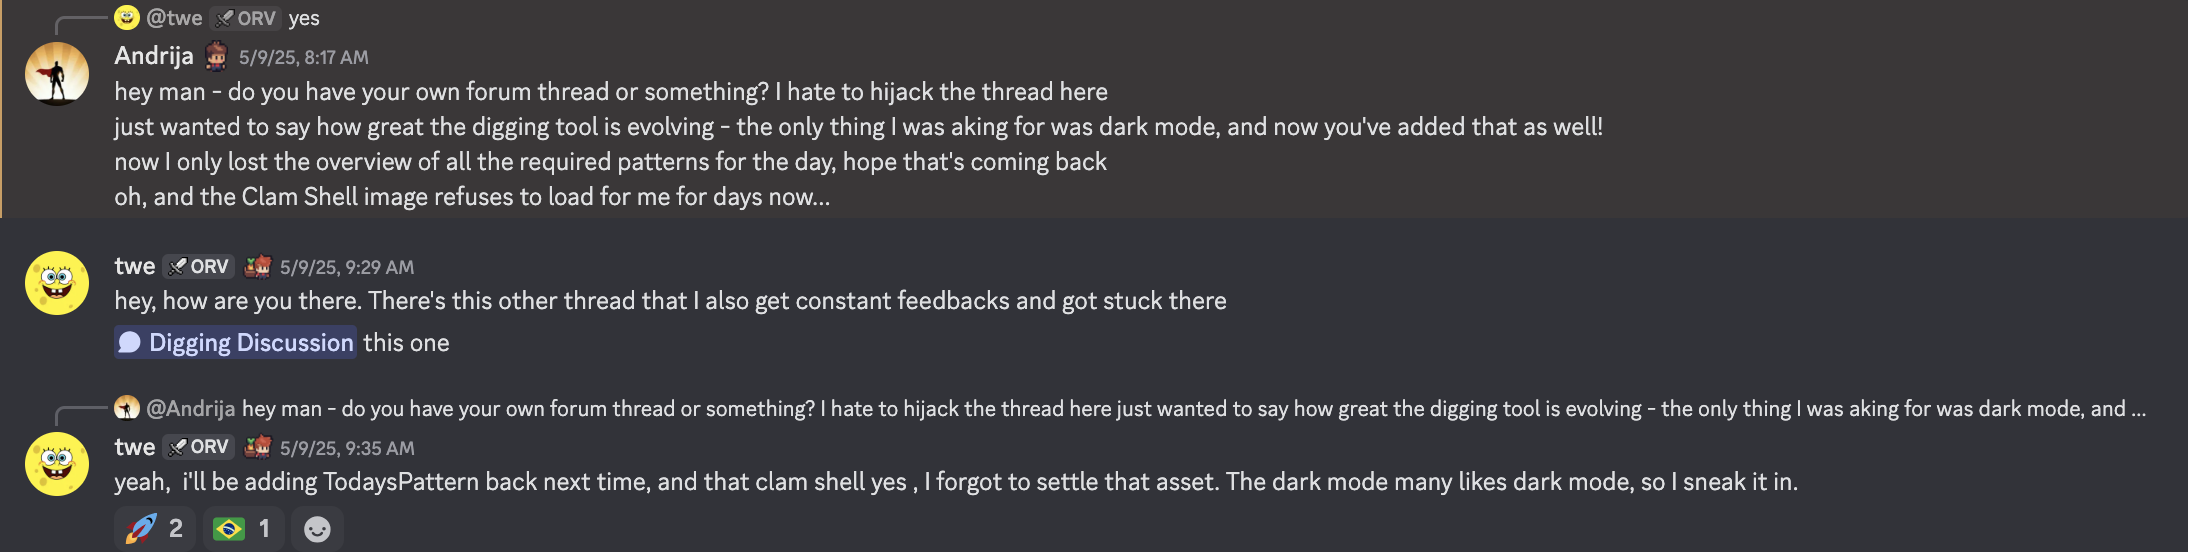 @twe ORV yes
Andrija 5/9/25, 8:17 AM
hey man - do you have your own forum thread or something? I hate to hijack the thread here
just wanted to say how great the digging tool is evolving - the only thing I was aking for was dark mode, and now you've added that as well!
now I only lost the overview of all the required patterns for the day, hope that's coming back
oh, and the Clam Shell image refuses to load for me for days now...
twe ORV 5/9/25, 9:29 AM
hey, how are you there. There's this other thread that I also get constant feedbacks and got stuck there
Digging Discussion this one
@Andrija hey man - do you have your own forum thread or something? I hate to hijack the thread here just wanted to say how great the digging tool is evolving - the only thing I was aking for was dark mode, and ...
twe ORV 5/9/25, 9:35 AM
yeah,  i'll be adding TodaysPattern back next time, and that clam shell yes , I forgot to settle that asset. The dark mode many likes dark mode, so I sneak it in.
2 1